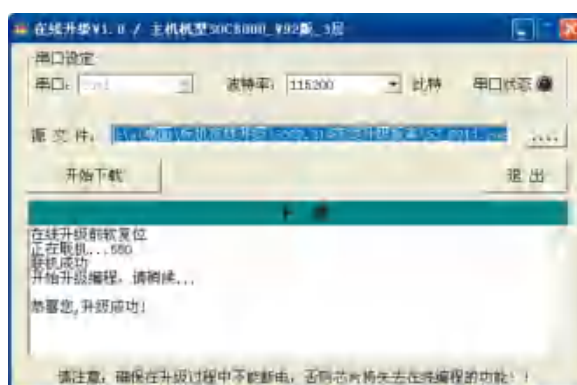 在线升级V1.0 / 主机机型SOC8000_V92版_3层
串口设定
串口: 波特率: 115200 比特 串口状态
源文件: ....
开始下载 退出
在线升级前软复位
正在联机...550
联机成功
开始升级编程, 请稍候...
恭喜您,升级成功!
请注意, 确保在升级过程中不能断电, 否则芯片将失去在线编程的功能!!